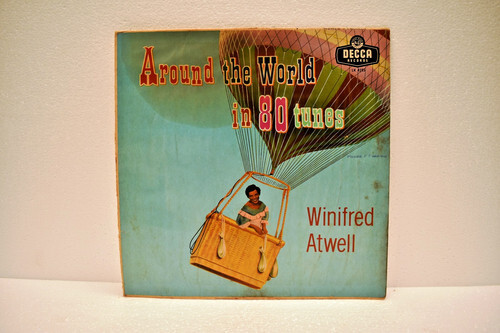 DECCA
RECORDS
Around the World
in 80 tunes
Winifred
Atwell